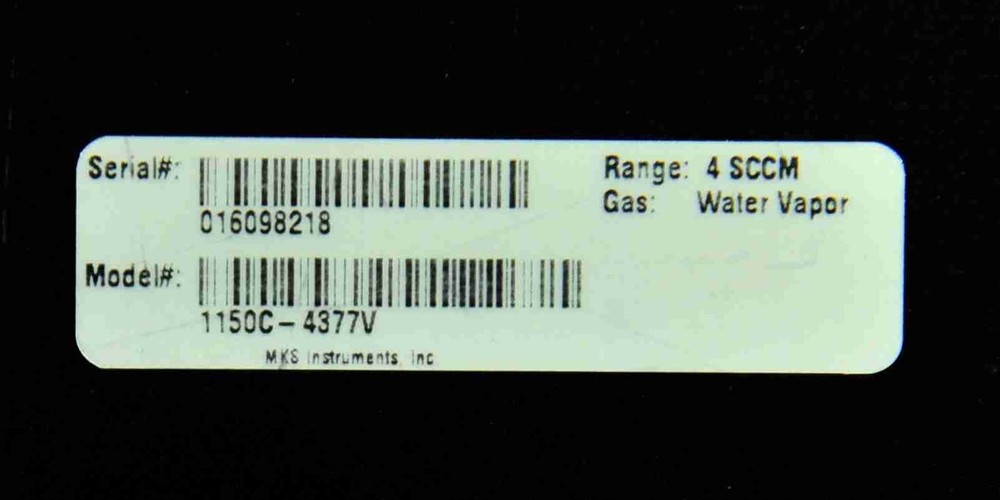 Serial#:
016098218
Model#:
1150C – 4377V
MKS Instruments, Inc
Range: 4 SCCM
Gas: Water Vapor